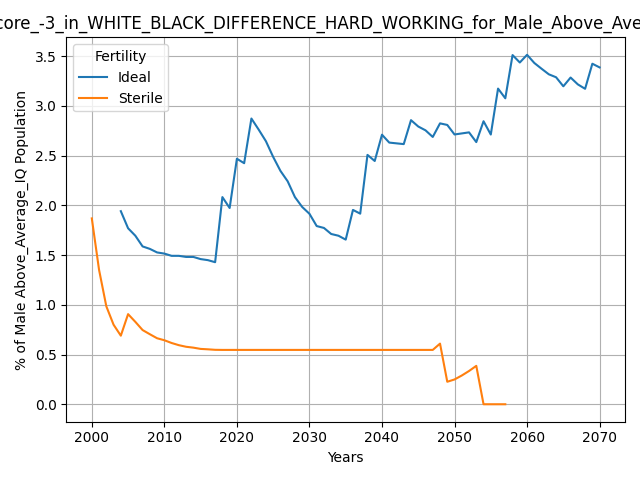 core_-3_in_WHITE_BLACK_DIFFERENCE_HARD_WORKING_for_Male_Above_Ave
Fertility
Ideal
Sterile
% of Male Above_Average_IQ Population
3.5
3.0
2.5
2.0
1.5
1.0
0.5
0.0
2000 2010 2020 2030 2040 2050 2060 2070
Years